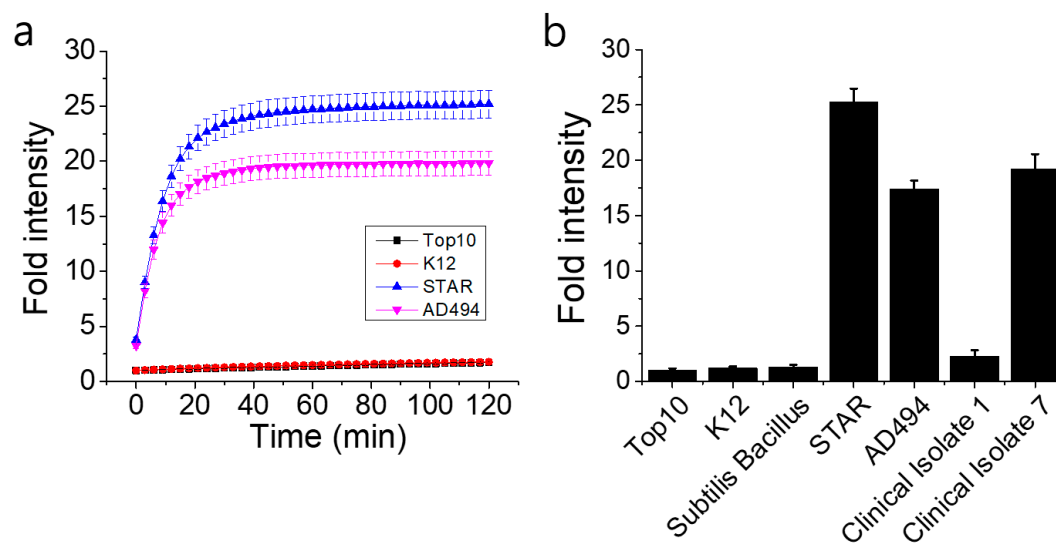 a
Fold intensity
30
25
20
15
10
5
0
0 20 40 60 80 100 120
Time (min)
Top10
K12
STAR
AD494
b
Fold intensity
30
25
20
15
10
5
0
Top10
K12
Subtilis Bacillus
STAR
AD494
Clinical Isolate 1
Clinical Isolate 7